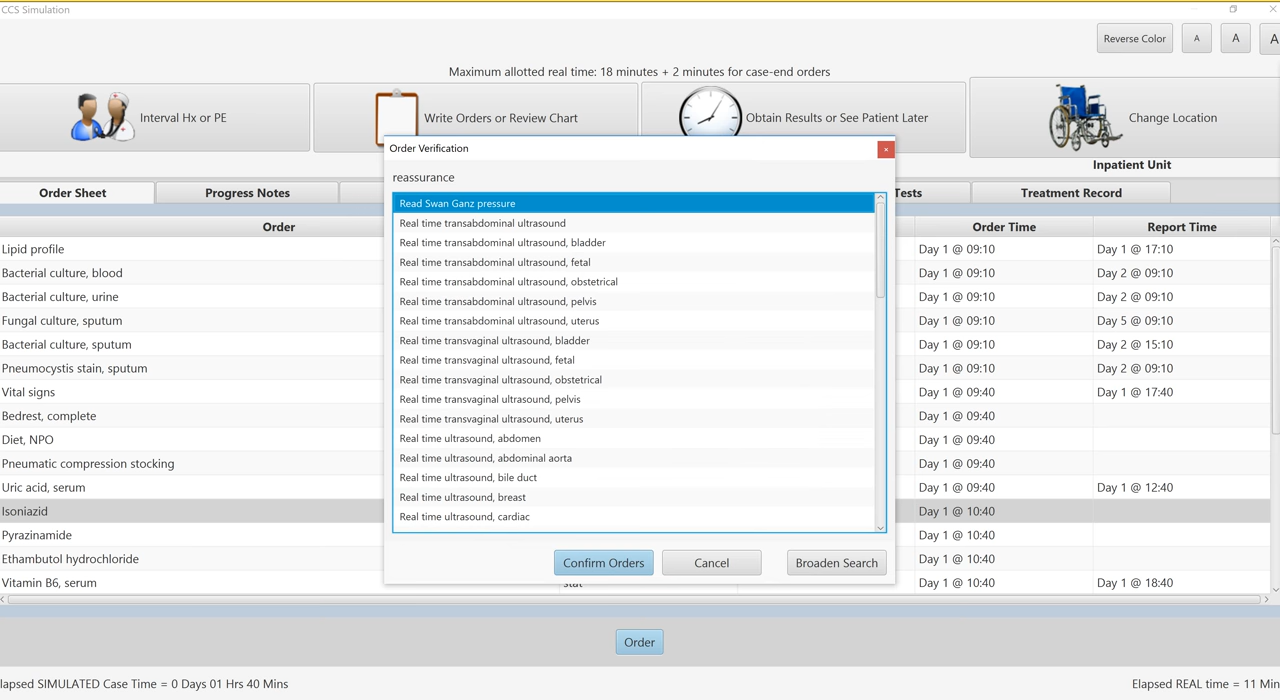 CCS Simulation
Reverse Color
A
A
A
Maximum allotted real time: 18 minutes + 2 minutes for case-end orders
Interval Hx or PE
Write Orders or Review Chart
Obtain Results or See Patient Later
Change Location
Inpatient Unit
Order Verification
reassurance
Read Swan Ganz pressure
Real time transabdominal ultrasound
Real time transabdominal ultrasound, bladder
Real time transabdominal ultrasound, fetal
Real time transabdominal ultrasound, obstetrical
Real time transabdominal ultrasound, pelvis
Real time transabdominal ultrasound, uterus
Real time transvaginal ultrasound, bladder
Real time transvaginal ultrasound, fetal
Real time transvaginal ultrasound, obstetrical
Real time transvaginal ultrasound, pelvis
Real time transvaginal ultrasound, uterus
Real time ultrasound, abdomen
Real time ultrasound, abdominal aorta
Real time ultrasound, bile duct
Real time ultrasound, breast
Real time ultrasound, cardiac
Confirm Orders
Cancel
Broaden Search
Order Sheet
Progress Notes
Tests
Treatment Record
Order
Order Time
Report Time
Lipid profile
Day 1 @ 09:10
Day 1 @ 17:10
Bacterial culture, blood
Day 1 @ 09:10
Day 2 @ 09:10
Bacterial culture, urine
Day 1 @ 09:10
Day 2 @ 09:10
Fungal culture, sputum
Day 1 @ 09:10
Day 5 @ 09:10
Bacterial culture, sputum
Day 1 @ 09:10
Day 2 @ 15:10
Pneumocystis stain, sputum
Day 1 @ 09:10
Day 2 @ 09:10
Vital signs
Day 1 @ 09:40
Day 1 @ 17:40
Bedrest, complete
Day 1 @ 09:40
Diet, NPO
Day 1 @ 09:40
Pneumatic compression stocking
Day 1 @ 09:40
Uric acid, serum
Day 1 @ 09:40
Day 1 @ 12:40
Isoniazid
Day 1 @ 10:40
Pyrazinamide
Day 1 @ 10:40
Ethambutol hydrochloride
Day 1 @ 10:40
Vitamin B6, serum
stat
Day 1 @ 10:40
Day 1 @ 18:40
Order
lapsed SIMULATED Case Time = 0 Days 01 Hrs 40 Mins
Elapsed REAL time = 11 Min